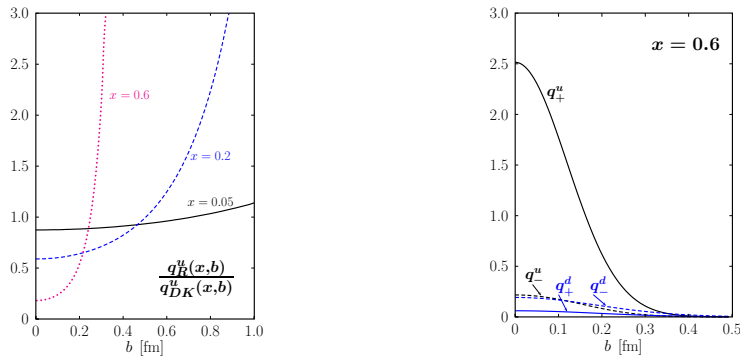 3.0
2.5
2.0
1.5
1.0
0.5
0
x = 0.6
x = 0.2
x = 0.05
q^u_R(x,b)
q^u_{DK}(x,b)
0 0.2 0.4 0.6 0.8 1.0
b [fm]
x = 0.6
3.0
2.5
2.0
1.5
1.0
0.5
0
q^u_+
q^u_-
q^d_+
q^d_-
0 0.1 0.2 0.3 0.4 0.5
b [fm]